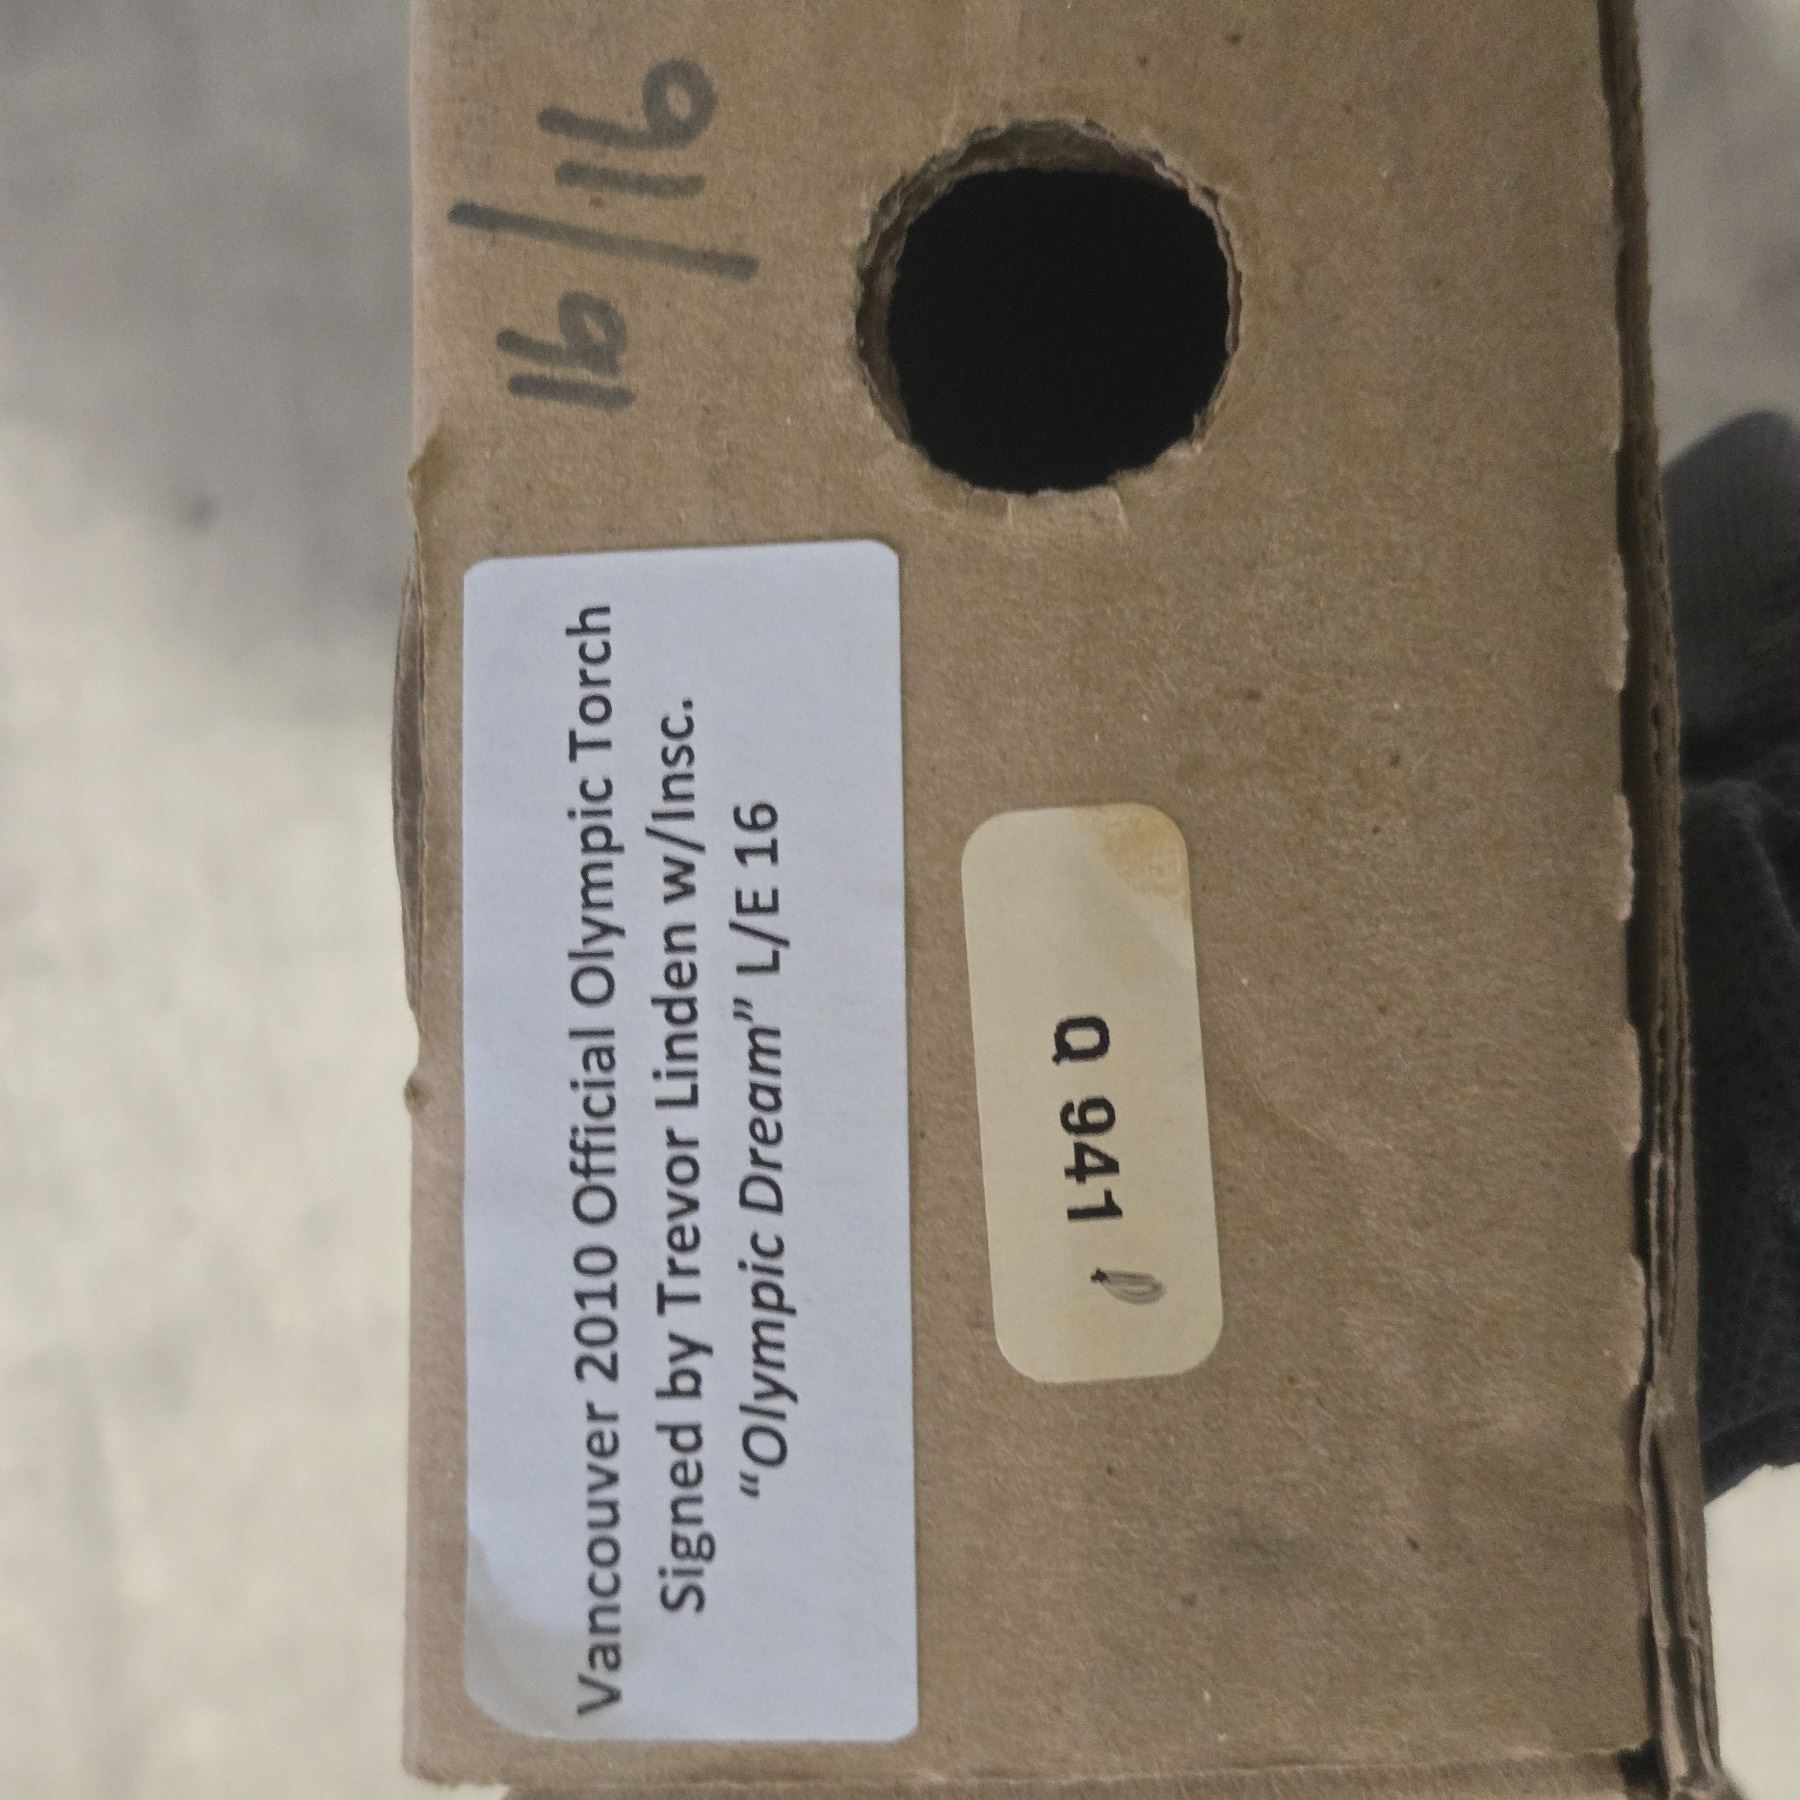 16/16
Vancouver 2010 Official Olympic Torch
Signed by Trevor Linden w/Insc.
“Olympic Dream” L/E 16
Q 941